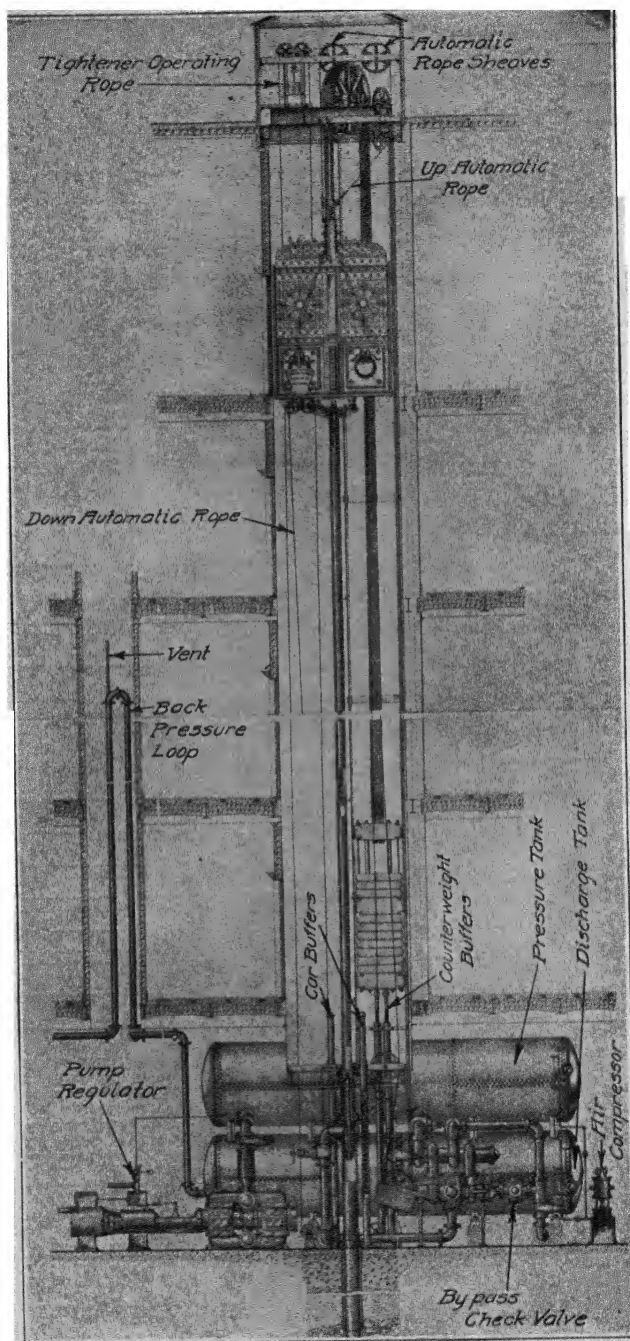 Automatic
Rope Sheaves
Tightener Operating
Rope
Up Automatic
Rope
Down Automatic Rope
Vent
Back
Pressure
Loop
Car Buffers
Counterweight
Buffers
Pressure Tank
Discharge Tank
Pump
Regulator
Air
Compressor
By pass
Check Valve